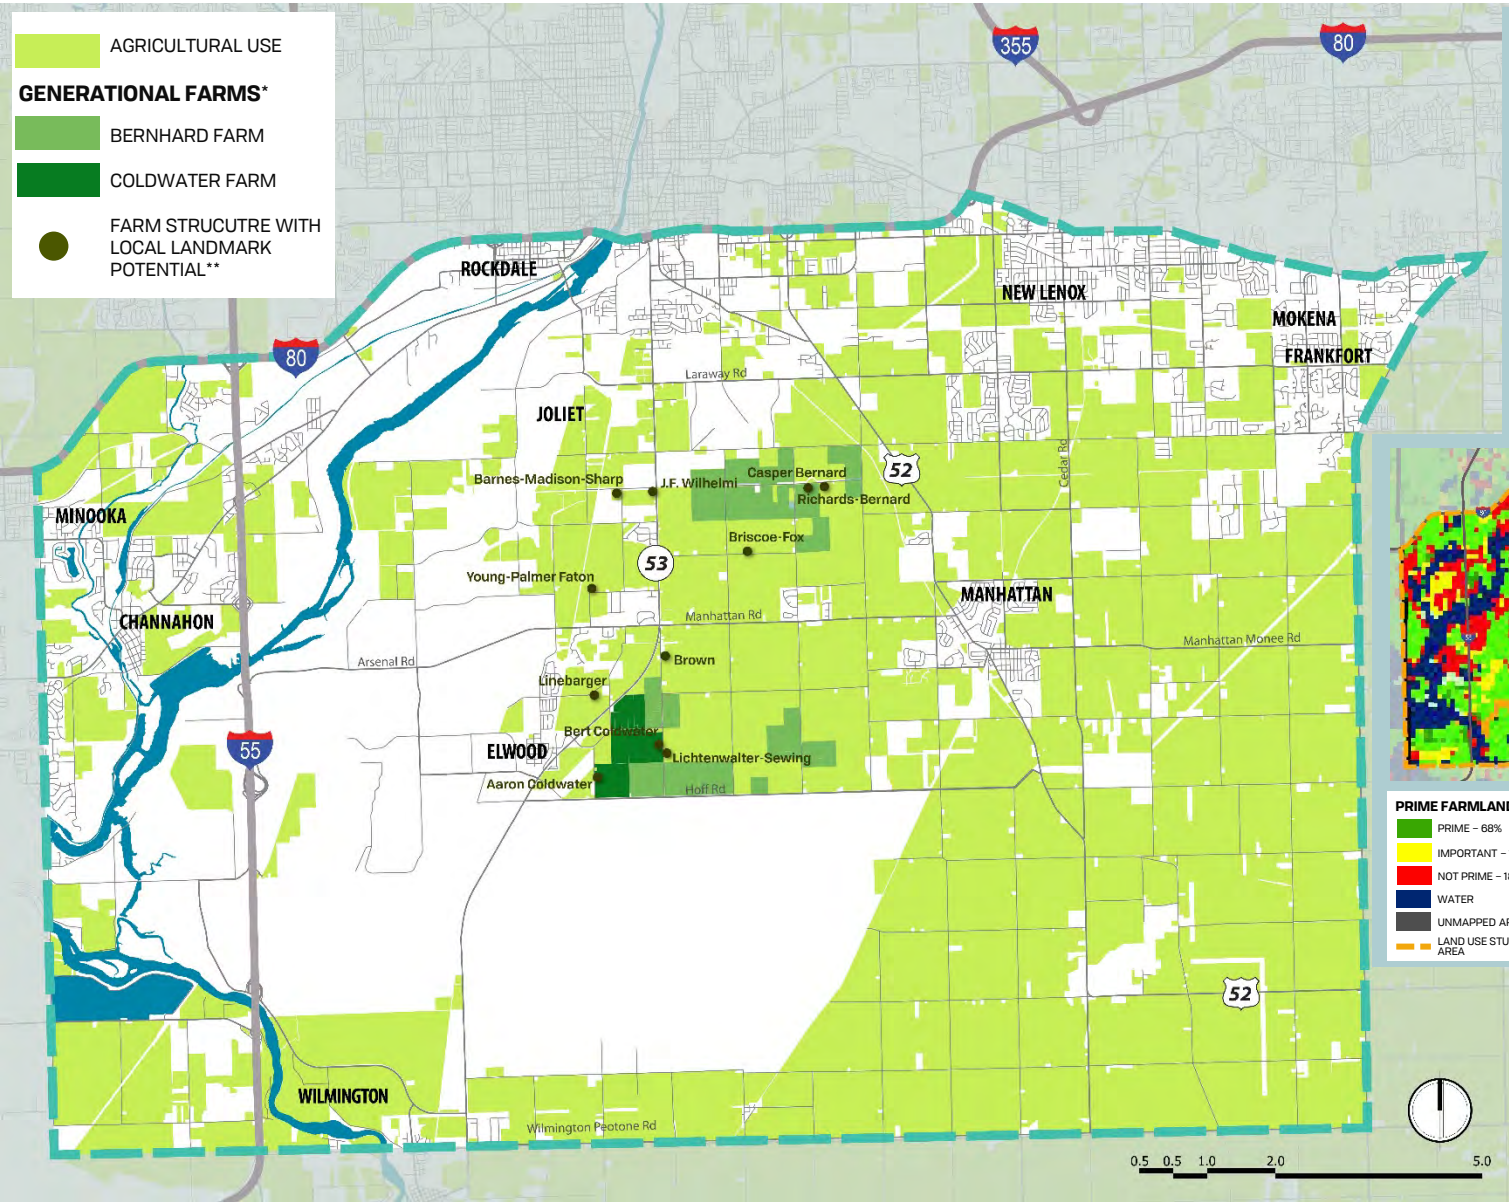 AGRICULTURAL USE
GENERATIONAL FARMS*
BERNHARD FARM
COLDWATER FARM
FARM STRUCUTRE WITH
LOCAL LANDMARK
POTENTIAL**
355
80
80
ROCKDALE
NEW LENOX
MOKENA
FRANKFORT
Laraway Rd
JOLIET
Cedar Rd
52
Barnes-Madison-Sharp
J.F. Wilhelmi
Casper Bernard
Richards-Bernard
MINOOKA
Briscoe-Fox
53
Young-Palmer Faton
MANHATTAN
CHANNAHON
Manhattan Rd
Manhattan Monee Rd
Arsenal Rd
Brown
Linebarger
Bert Coldwater
55
ELWOOD
Lichtenwalter-Sewing
Aaron Coldwater
Hoff Rd
52
WILMINGTON
Wilmington Peotone Rd
PRIME FARMLAN
PRIME – 68%
IMPORTANT –
NOT PRIME – 1
WATER
UNMAPPED A
LAND USE STU
AREA
0.5 0.5 1.0 2.0 5.0